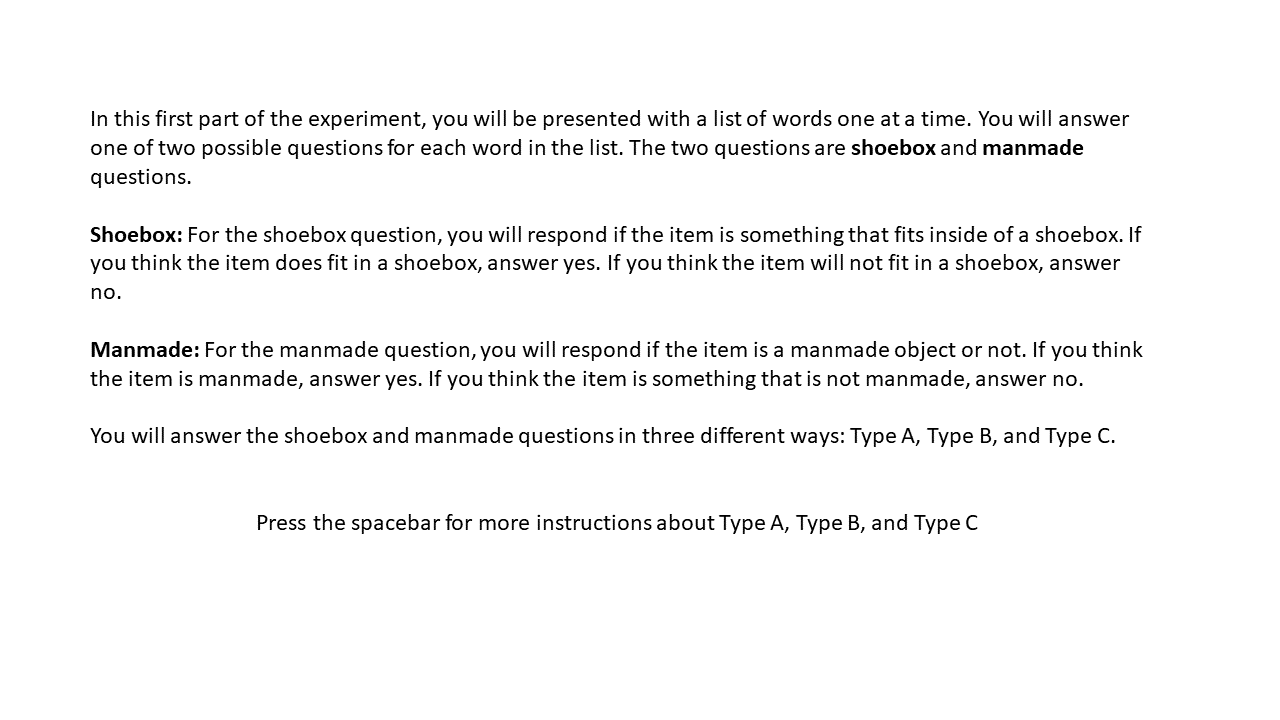 In this first part of the experiment, you will be presented with a list of words one at a time. You will answer
one of two possible questions for each word in the list. The two questions are shoebox and manmade
questions.
Shoebox: For the shoebox question, you will respond if the item is something that fits inside of a shoebox. If
you think the item does fit in a shoebox, answer yes. If you think the item will not fit in a shoebox, answer
no.
Manmade: For the manmade question, you will respond if the item is a manmade object or not. If you think
the item is manmade, answer yes. If you think the item is something that is not manmade, answer no.
You will answer the shoebox and manmade questions in three different ways: Type A, Type B, and Type C.
Press the spacebar for more instructions about Type A, Type B, and Type C